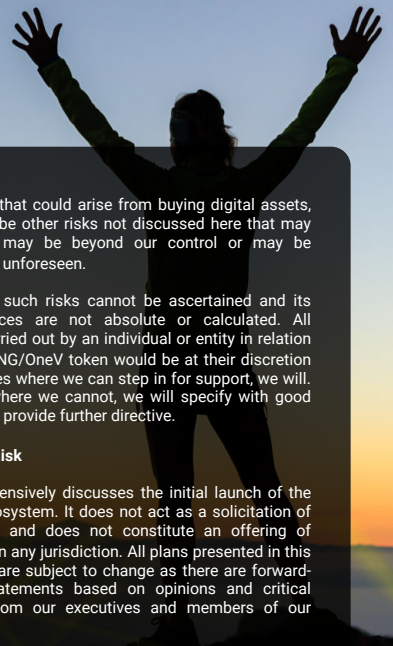 that could arise from buying digital assets,
be other risks not discussed here that may
may be beyond our control or may be
unforeseen.
such risks cannot be ascertained and its
ces are not absolute or calculated. All
ried out by an individual or entity in relation
NG/OneV token would be at their discretion
es where we can step in for support, we will.
where we cannot, we will specify with good
provide further directive.
isk
ensively discusses the initial launch of the
osystem. It does not act as a solicitation of
and does not constitute an offering of
n any jurisdiction. All plans presented in this
are subject to change as there are forward-
atements based on opinions and critical
om our executives and members of our